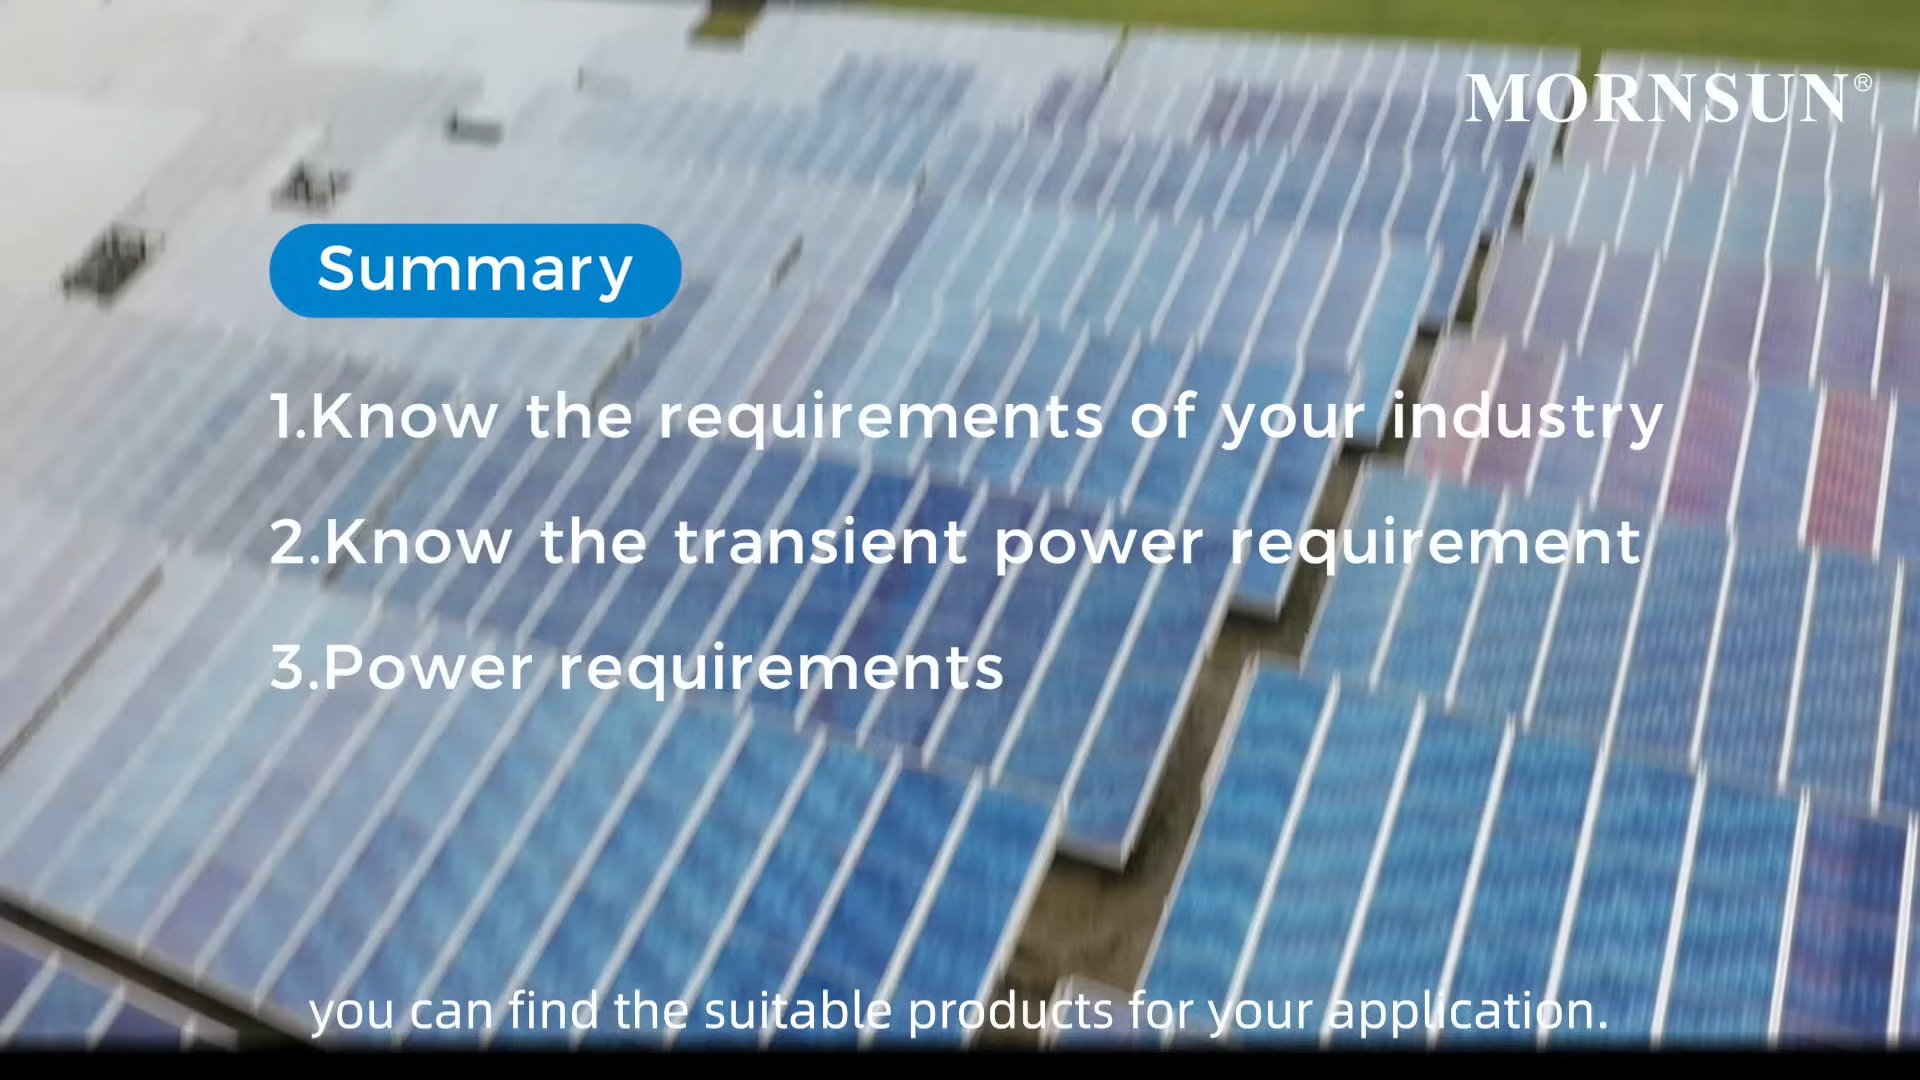 MORNSUN®
Summary
1.Know the requirements of your industry
2.Know the transient power requirement
3.Power requirements
you can find the suitable products for your application.